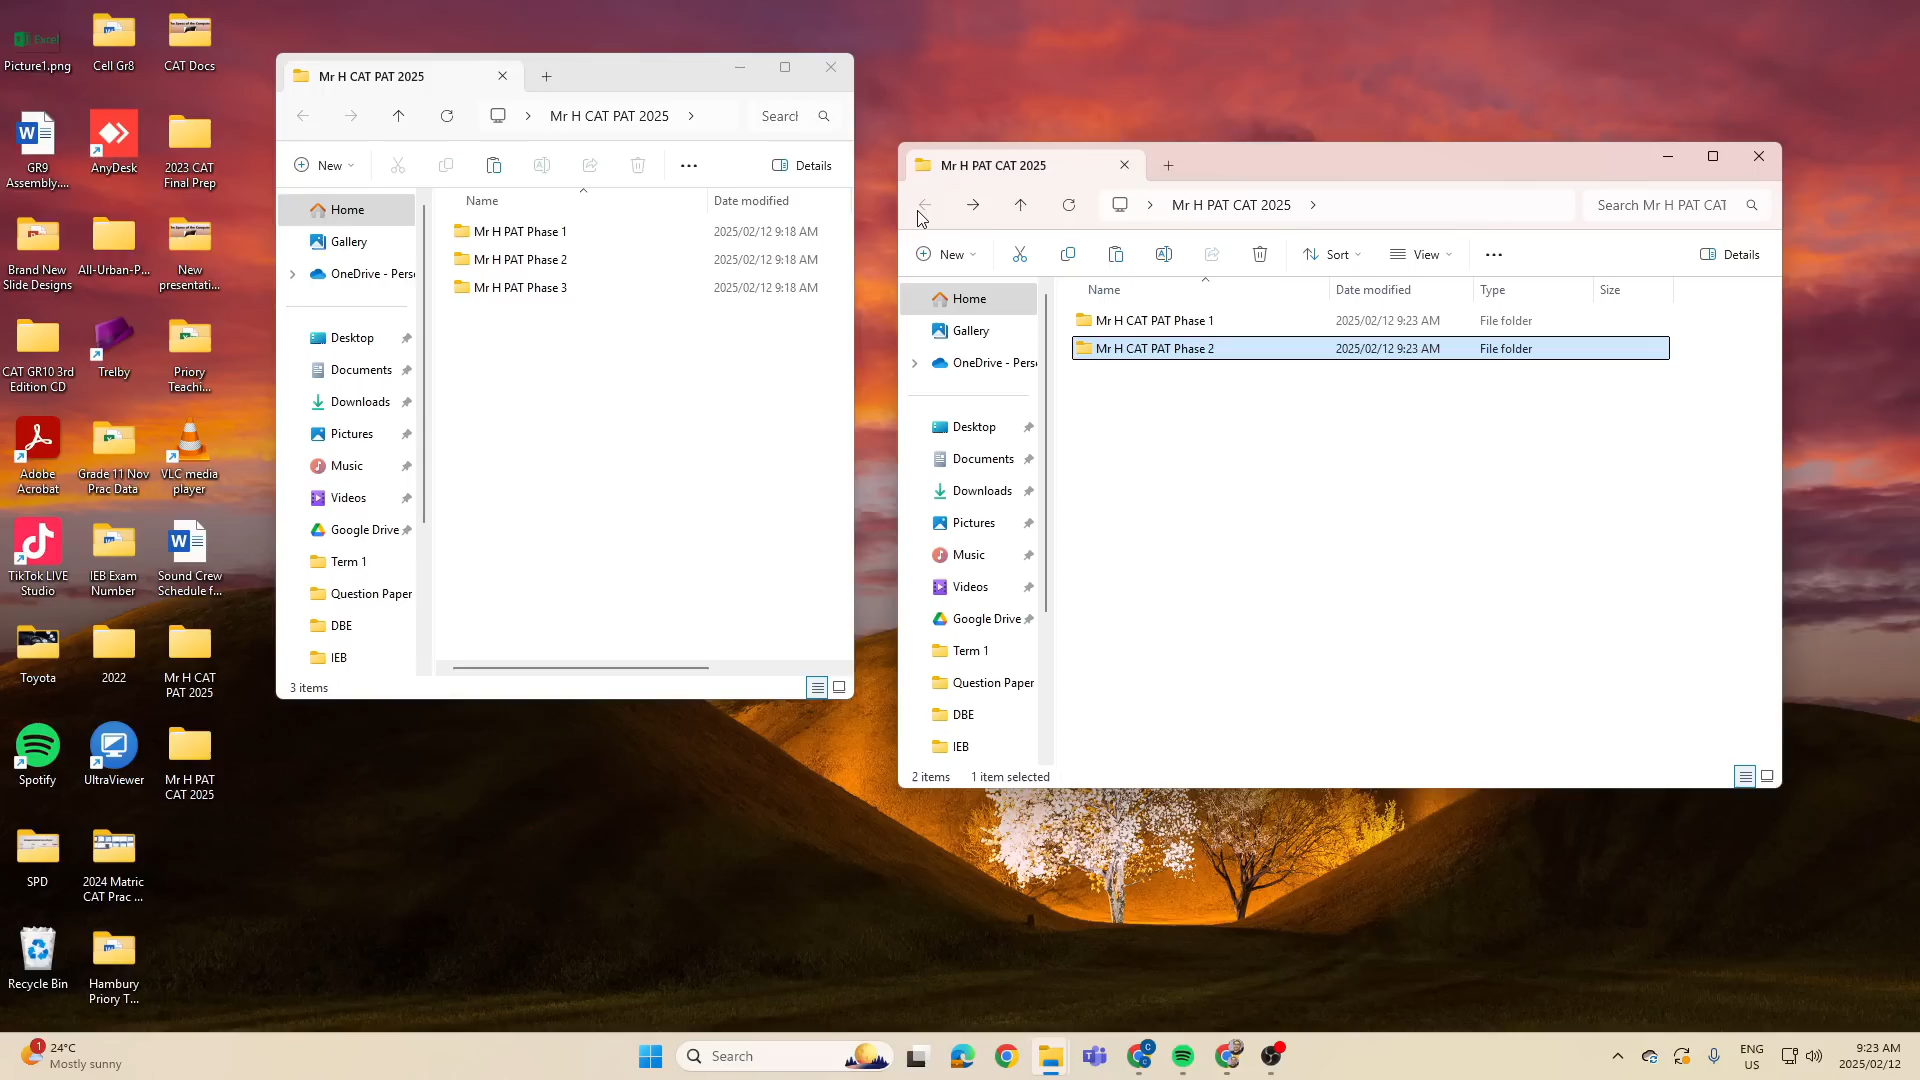 Excel
Picture1.png
Cell Gr8
CAT Docs
GR9
Assembly....
AnyDesk
2023 CAT
Final Prep
Brand New
Slide Designs
All-Urban-P...
New
presentati...
CAT GR10 3rd
Edition CD
Trelby
Priory
Teachi...
Adobe
Acrobat
Grade 11 Nov
Prac Data
VLC media
player
TikTok LIVE
Studio
IEB Exam
Number
Sound Crew
Schedule f...
Toyota
2022
Mr H CAT
PAT 2025
Spotify
UltraViewer
Mr H PAT
CAT 2025
SPD
2024 Matric
CAT Prac ...
Recycle Bin
Hambury
Priory T...
Mr H CAT PAT 2025
Mr H CAT PAT 2025
Search
New
Details
Home
Gallery
OneDrive - Perso
Desktop
Documents
Downloads
Pictures
Music
Videos
Google Drive
Term 1
Question Paper
DBE
IEB
Name
Date modified
Mr H PAT Phase 1
2025/02/12 9:18 AM
Mr H PAT Phase 2
2025/02/12 9:18 AM
Mr H PAT Phase 3
2025/02/12 9:18 AM
3 items
Mr H PAT CAT 2025
Mr H PAT CAT 2025
Search Mr H PAT CAT
New
Sort
View
Details
Home
Gallery
OneDrive - Perso
Desktop
Documents
Downloads
Pictures
Music
Videos
Google Drive
Term 1
Question Paper
DBE
IEB
Name
Date modified
Type
Size
Mr H CAT PAT Phase 1
2025/02/12 9:23 AM
File folder
Mr H CAT PAT Phase 2
2025/02/12 9:23 AM
File folder
2 items
1 item selected
1
24°C
Mostly sunny
Search
C
ENG
US
9:23 AM
2025/02/12